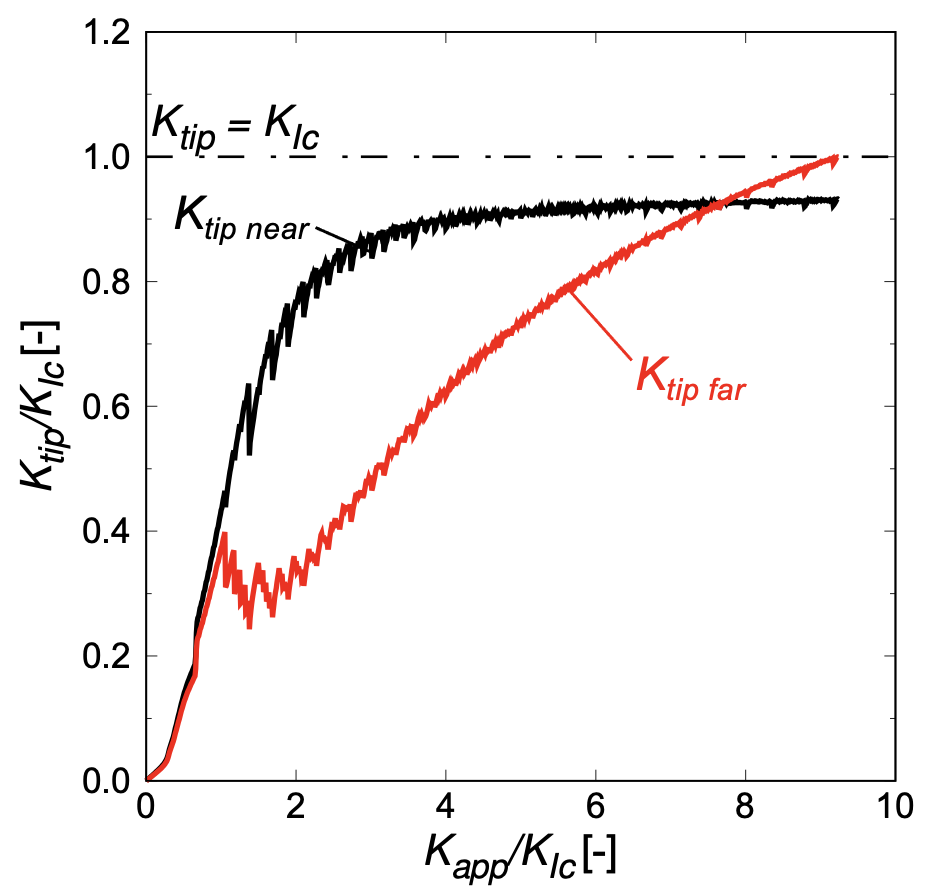 1.2
K_tip = K_Ic
1.0
K_tip near
0.8
K_tip/K_Ic [-]
0.6
K_tip far
0.4
0.2
0.0
0 2 4 6 8 10
K_app/K_Ic [-]